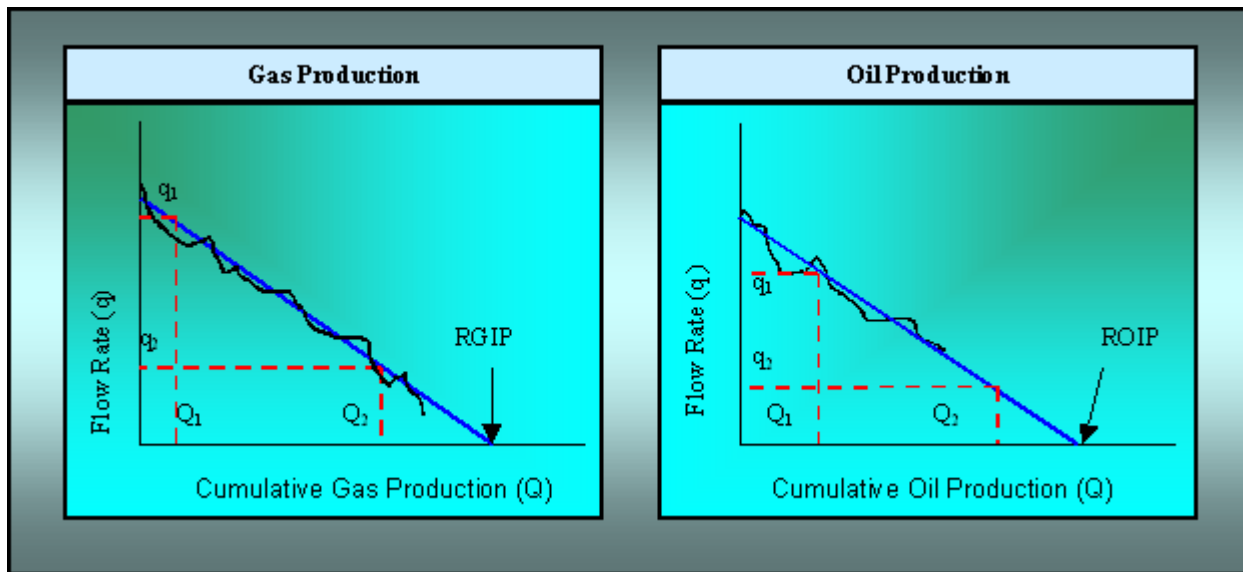 Gas Production
Flow Rate (q)
q₁
q₂
Q₁
Q₂
RGIP
Cumulative Gas Production (Q)
Oil Production
Flow Rate (q)
q₁
q₂
Q₁
Q₂
ROIP
Cumulative Oil Production (Q)